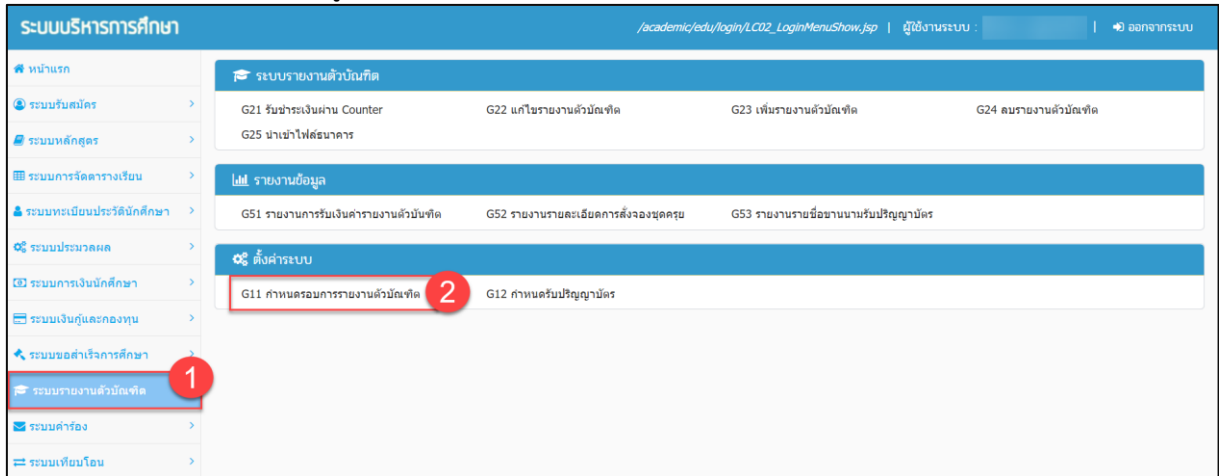 ระบบบริหารการศึกษา
/academic/edu/login/LC02_LoginMenuShow.jsp | ผู้ใช้งานระบบ : | ออกจากระบบ
หน้าแรก
ระบบรับสมัคร
ระบบหลักสูตร
ระบบการจัดตารางเรียน
ระบบทะเบียนประวัตินักศึกษา
ระบบประมวลผล
ระบบการเงินนักศึกษา
ระบบเงินกู้และกองทุน
ระบบขอสำเร็จการศึกษา
ระบบรายงานตัวบัณฑิต
1
ระบบคำร้อง
ระบบเทียบโอน
ระบบรายงานตัวบัณฑิต
G21 รับชำระเงินผ่าน Counter
G22 แก้ไขรายงานตัวบัณฑิต
G23 เพิ่มรายงานตัวบัณฑิต
G24 ลบรายงานตัวบัณฑิต
G25 นำเข้าไฟล์ธนาคาร
รายงานข้อมูล
G51 รายงานการรับเงินค่ารายงานตัวบันฑิต
G52 รายงานรายละเอียดการสั่งจองชุดครุย
G53 รายงานรายชื่อขานนามรับปริญญาบัตร
ตั้งค่าระบบ
G11 กำหนดรอบการรายงานตัวบัณฑิต
2
G12 กำหนดรับปริญญาบัตร